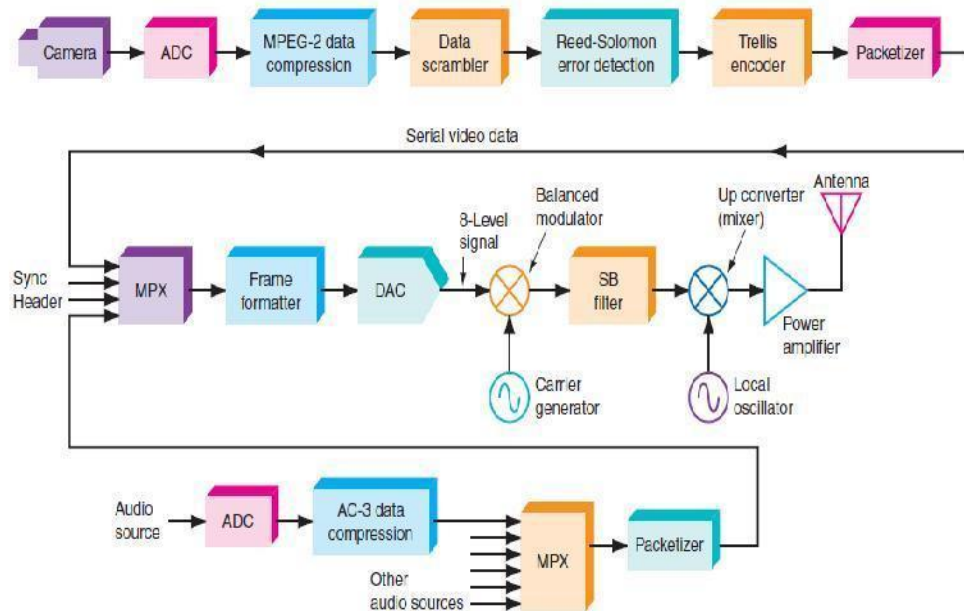 Camera
ADC
MPEG-2 data
compression
Data
scrambler
Reed-Solomon
error detection
Trellis
encoder
Packetizer
Serial video data
Antenna
Balanced
modulator
Up converter
(mixer)
8-Level
signal
Sync
Header
MPX
Frame
formatter
DAC
SB
filter
Power
amplifier
Carrier
generator
Local
oscillator
Audio
source
ADC
AC-3 data
compression
MPX
Packetizer
Other
audio sources